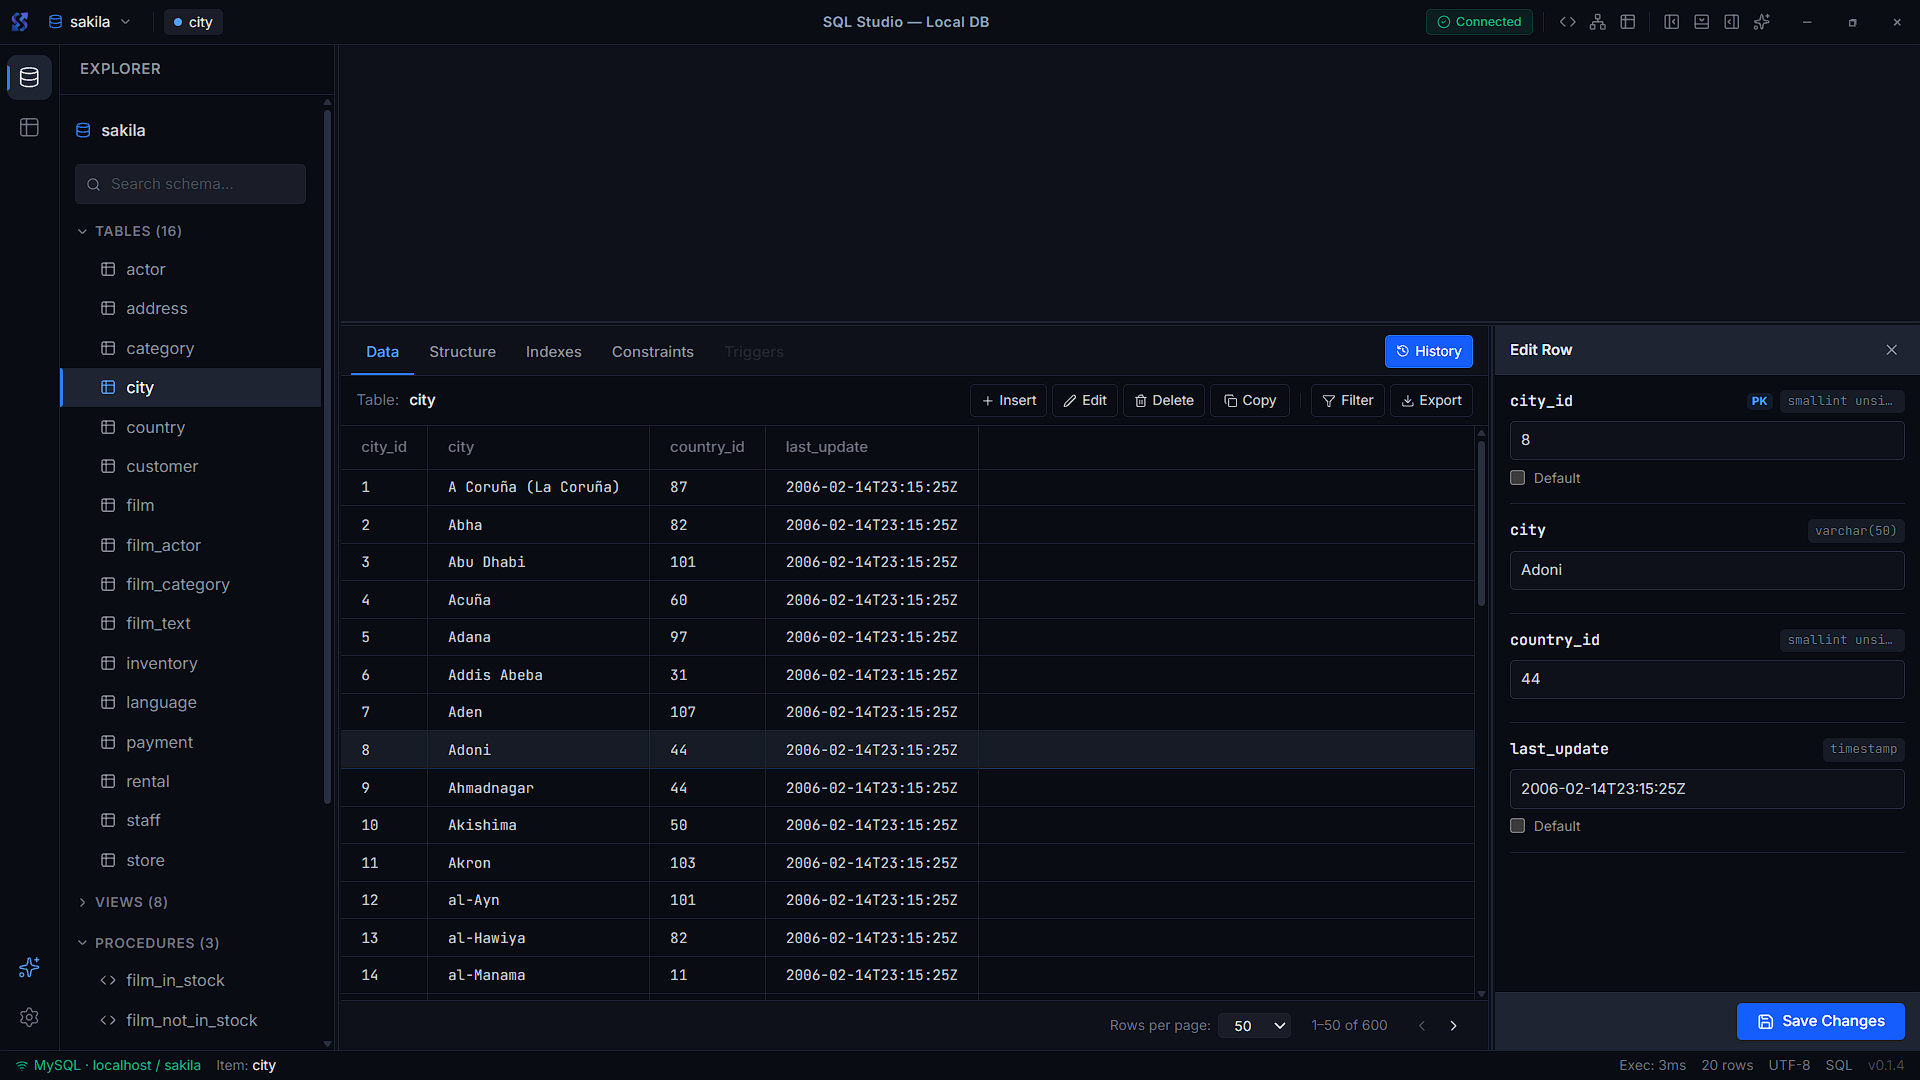 sakila
city
SQL Studio — Local DB
Connected
EXPLORER
sakila
Search schema...
TABLES (16)
actor
address
category
city
country
customer
film
film_actor
film_category
film_text
inventory
language
payment
rental
staff
store
VIEWS (8)
PROCEDURES (3)
film_in_stock
film_not_in_stock
Data Structure Indexes Constraints Triggers
History
Table: city
Insert Edit Delete Copy Filter Export
city_id city country_id last_update
1 A Coruña (La Coruña) 87 2006-02-14T23:15:25Z
2 Abha 82 2006-02-14T23:15:25Z
3 Abu Dhabi 101 2006-02-14T23:15:25Z
4 Acuña 60 2006-02-14T23:15:25Z
5 Adana 97 2006-02-14T23:15:25Z
6 Addis Abeba 31 2006-02-14T23:15:25Z
7 Aden 107 2006-02-14T23:15:25Z
8 Adoni 44 2006-02-14T23:15:25Z
9 Ahmadnagar 44 2006-02-14T23:15:25Z
10 Akishima 50 2006-02-14T23:15:25Z
11 Akron 103 2006-02-14T23:15:25Z
12 al-Ayn 101 2006-02-14T23:15:25Z
13 al-Hawiya 82 2006-02-14T23:15:25Z
14 al-Manama 11 2006-02-14T23:15:25Z
Rows per page: 50 1–50 of 600
Edit Row
city_id PK smallint unsi…
8
Default
city varchar(50)
Adoni
country_id smallint unsi…
44
last_update timestamp
2006-02-14T23:15:25Z
Default
Save Changes
MySQL · localhost / sakila Item: city
Exec: 3ms 20 rows UTF-8 SQL v0.1.4